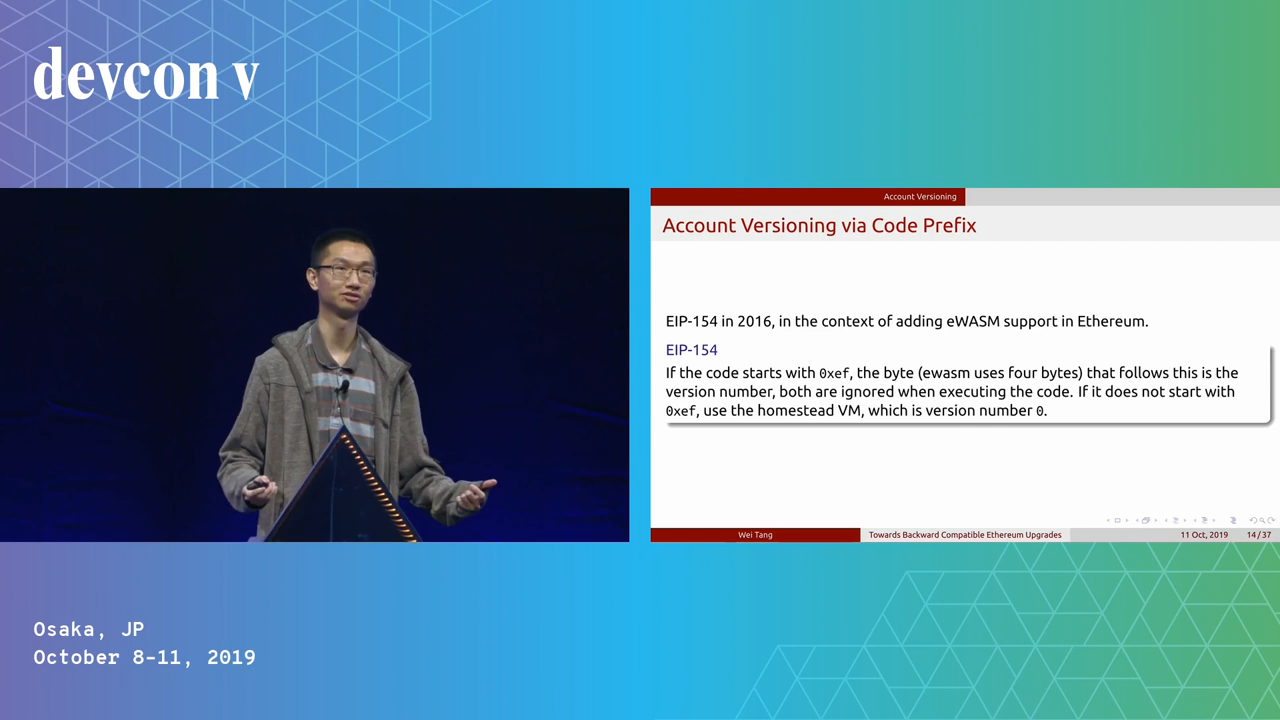 devcon v
Account Versioning
Account Versioning via Code Prefix
EIP-154 in 2016, in the context of adding eWASM support in Ethereum.
EIP-154
If the code starts with 0xef, the byte (ewasm uses four bytes) that follows this is the
version number, both are ignored when executing the code. If it does not start with
0xef, use the homestead VM, which is version number 0.
Wei Tang
Towards Backward Compatible Ethereum Upgrades
11 Oct, 2019
14/37
Osaka, JP
October 8-11, 2019